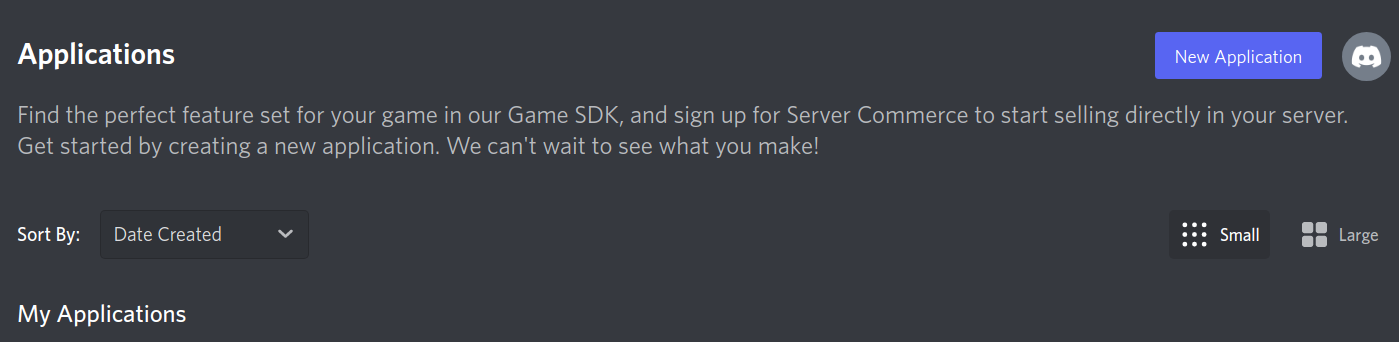 Applications
New Application
Find the perfect feature set for your game in our Game SDK, and sign up for Server Commerce to start selling directly in your server.
Get started by creating a new application. We can't wait to see what you make!
Sort By:
Date Created
Small
Large
My Applications